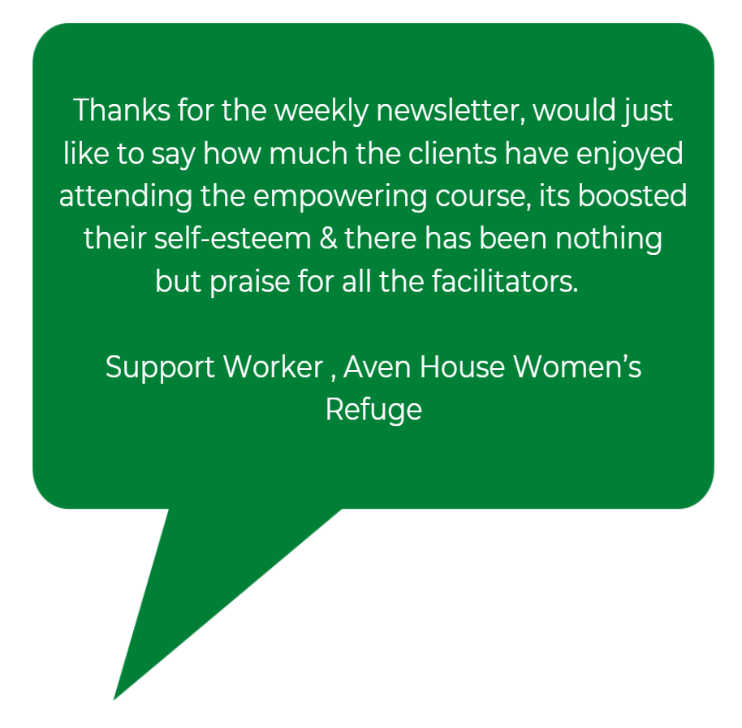 Thanks for the weekly newsletter, would just
like to say how much the clients have enjoyed
attending the empowering course, its boosted
their self-esteem & there has been nothing
but praise for all the facilitators.
Support Worker , Aven House Women’s
Refuge